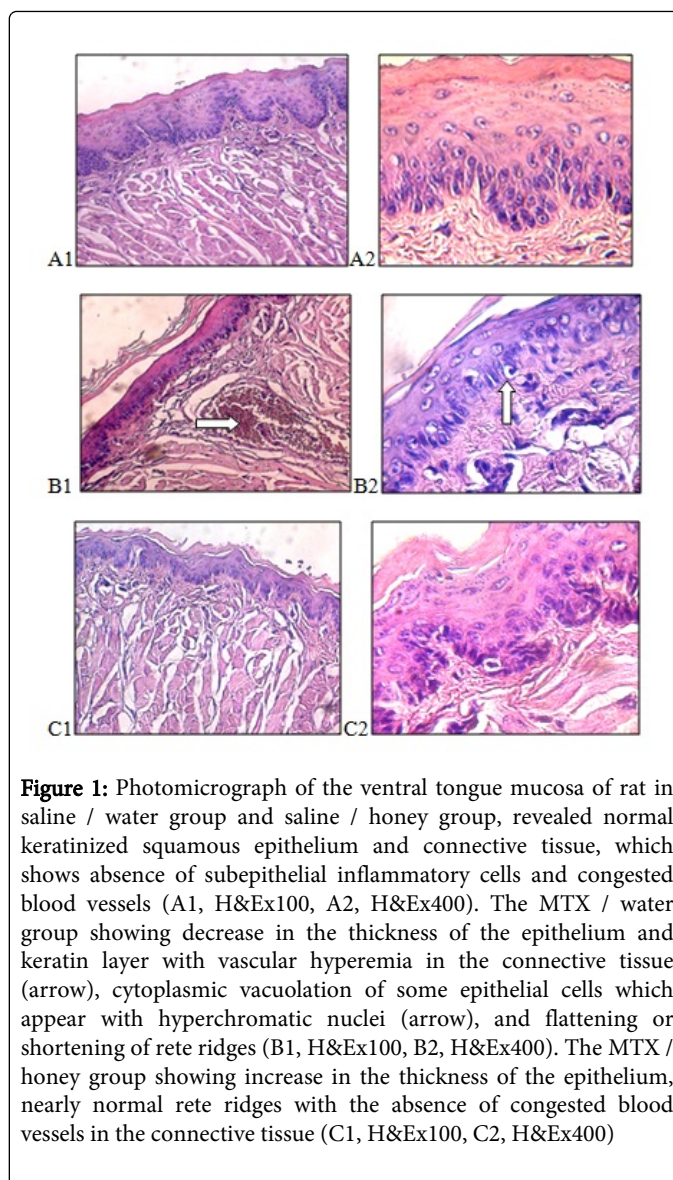 A1 A2
B1 B2
C1 C2
Figure 1: Photomicrograph of the ventral tongue mucosa of rat in
saline / water group and saline / honey group, revealed normal
keratinized squamous epithelium and connective tissue, which
shows absence of subepithelial inflammatory cells and congested
blood vessels (A1, H&Ex100, A2, H&Ex400). The MTX / water
group showing decrease in the thickness of the epithelium and
keratin layer with vascular hyperemia in the connective tissue
(arrow), cytoplasmic vacuolation of some epithelial cells which
appear with hyperchromatic nuclei (arrow), and flattening or
shortening of rete ridges (B1, H&Ex100, B2, H&Ex400). The MTX /
honey group showing increase in the thickness of the epithelium,
nearly normal rete ridges with the absence of congested blood
vessels in the connective tissue (C1, H&Ex100, C2, H&Ex400)